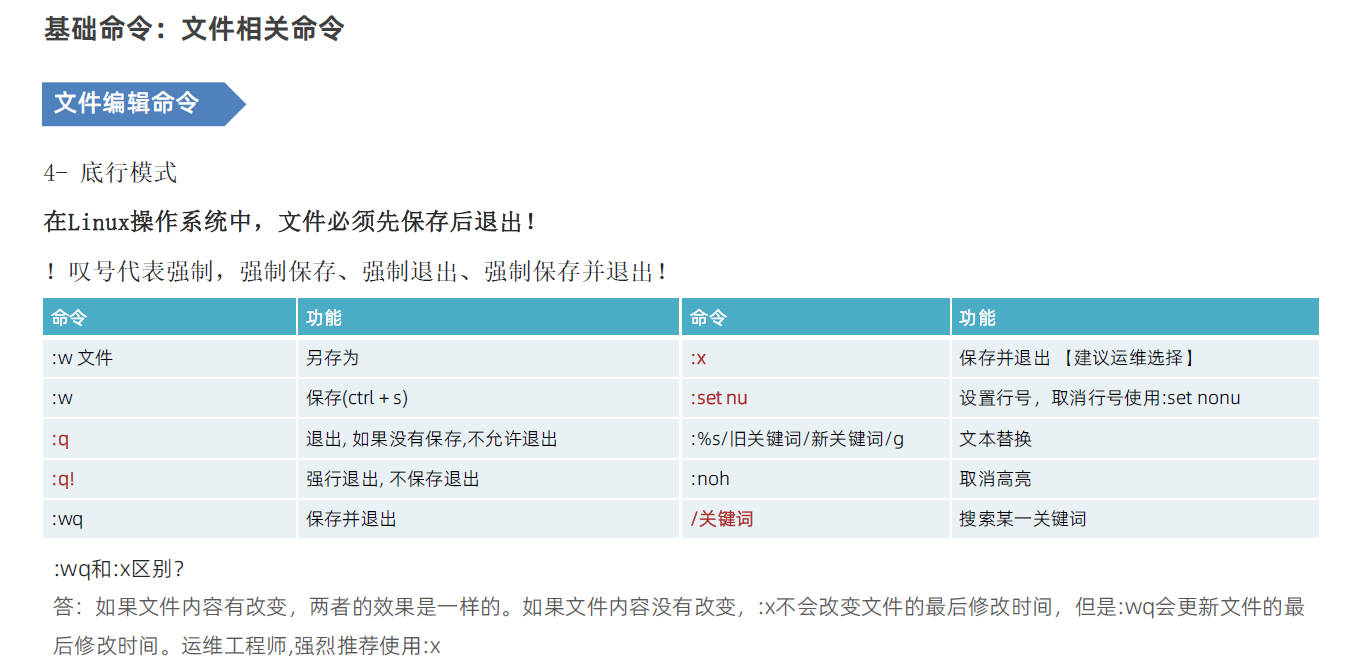 基础命令：文件相关命令
文件编辑命令
4- 底行模式
在Linux操作系统中，文件必须先保存后退出！
！叹号代表强制，强制保存、强制退出、强制保存并退出！
命令 功能 命令 功能
:w 文件 另存为 :x 保存并退出 【建议运维选择】
:w 保存(ctrl + s) :set nu 设置行号，取消行号使用:set nonu
:q 退出, 如果没有保存,不允许退出 :%s/旧关键词/新关键词/g 文本替换
:q! 强行退出, 不保存退出 :noh 取消高亮
:wq 保存并退出 /关键词 搜索某一关键词
:wq和:x区别？
答：如果文件内容有改变，两者的效果是一样的。如果文件内容没有改变，:x不会改变文件的最后修改时间，但是:wq会更新文件的最
后修改时间。运维工程师,强烈推荐使用:x